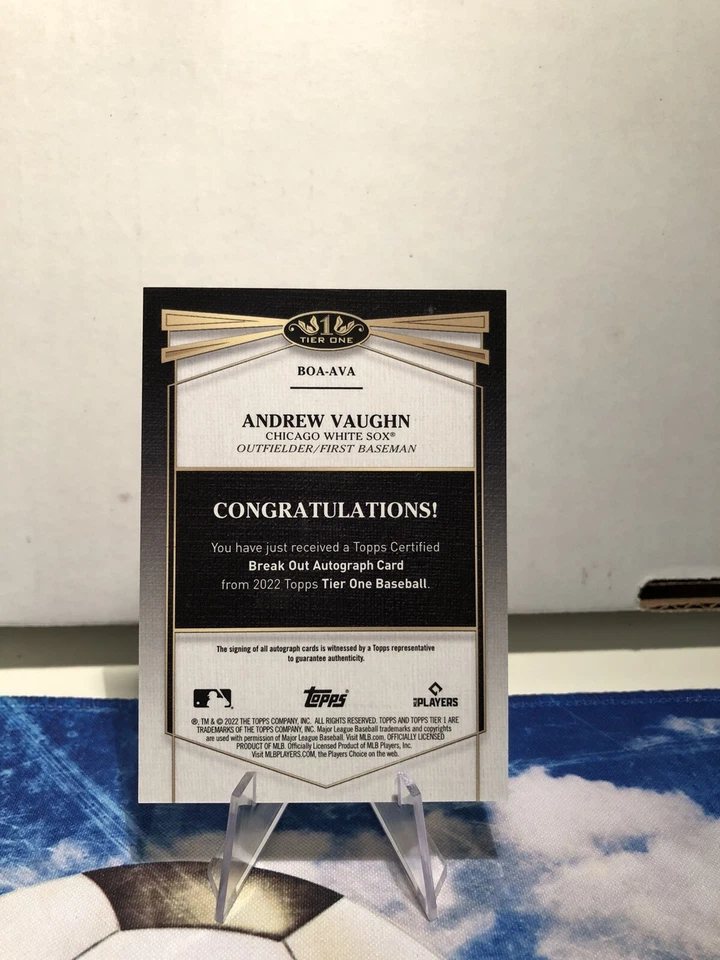 1
TIER ONE
BOA-AVA
ANDREW VAUGHN
CHICAGO WHITE SOX®
OUTFIELDER/FIRST BASEMAN
CONGRATULATIONS!
You have just received a Topps Certified
Break Out Autograph Card
from 2022 Topps Tier One Baseball.
The signing of all autograph cards is witnessed by a Topps representative
to guarantee authenticity.
Topps
PLAYERS
®, TM & © 2022 THE TOPPS COMPANY, INC. ALL RIGHTS RESERVED. TOPPS AND TOPPS TIER 1 ARE
TRADEMARKS OF THE TOPPS COMPANY, INC. Major League Baseball trademarks and copyrights
are used with permission of Major League Baseball. Visit MLB.com. OFFICIALLY LICENSED
PRODUCT OF MLB. Officially Licensed Product of MLB Players, Inc.
Visit MLBPLAYERS.COM, the Players Choice on the web.